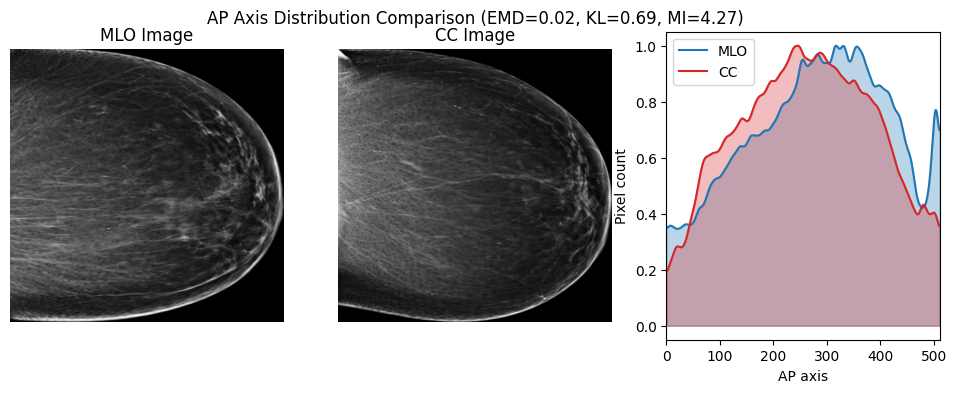 AP Axis Distribution Comparison (EMD=0.02, KL=0.69, MI=4.27)
MLO Image
CC Image
MLO
CC
Pixel count
1.0
0.8
0.6
0.4
0.2
0.0
0 100 200 300 400 500
AP axis